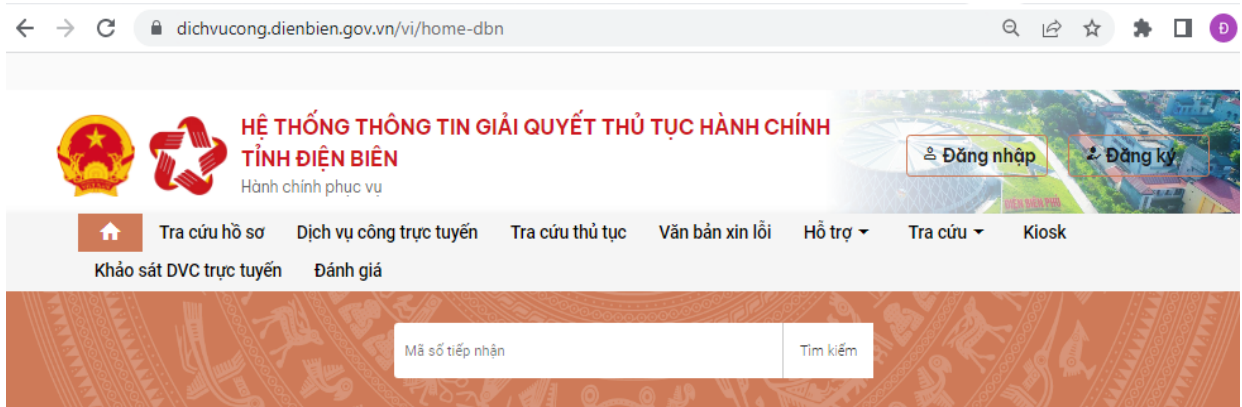 dichvucong.dienbien.gov.vn/vi/home-dbn
Đ
HỆ THỐNG THÔNG TIN GIẢI QUYẾT THỦ TỤC HÀNH CHÍNH
TỈNH ĐIỆN BIÊN
Hành chính phục vụ
Đăng nhập
Đăng ký
ĐIỆN BIÊN PHỦ
Tra cứu hồ sơ Dịch vụ công trực tuyến Tra cứu thủ tục Văn bản xin lỗi Hỗ trợ Tra cứu Kiosk
Khảo sát DVC trực tuyến Đánh giá
Mã số tiếp nhận Tìm kiếm